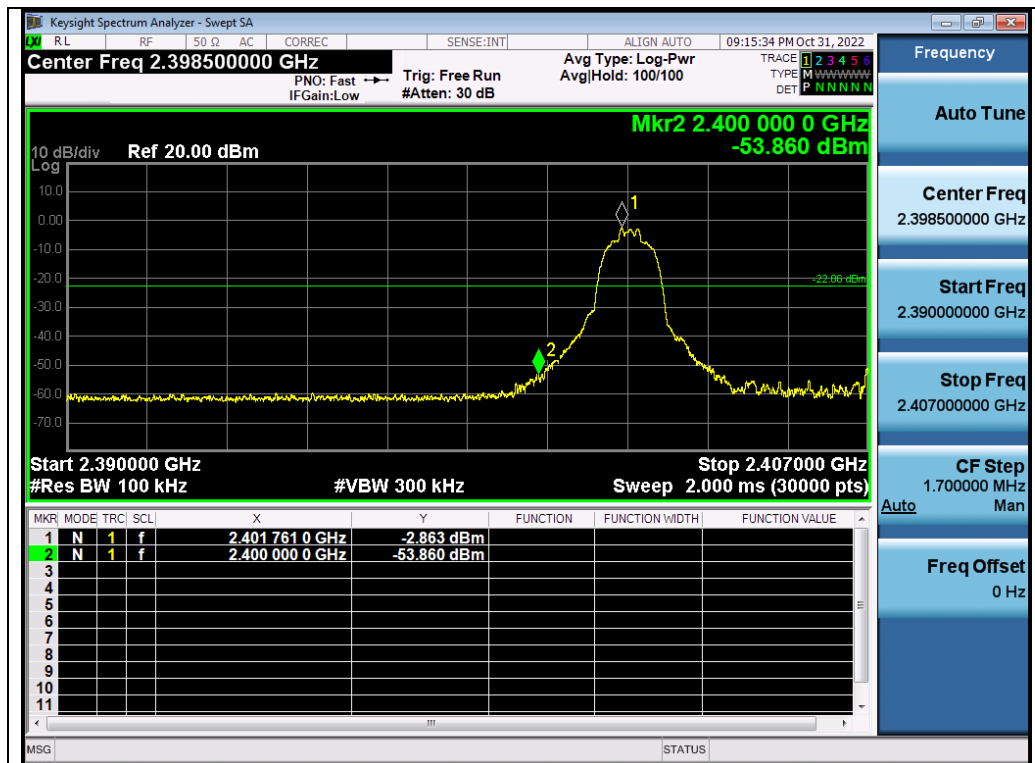 Keysight Spectrum Analyzer - Swept SA
LXI RL RF 50 Ω AC CORREC SENSE:INT ALIGN AUTO 09:15:34 PM Oct 31, 2022
Center Freq 2.398500000 GHz
PNO: Fast
IFGain:Low
Trig: Free Run
#Atten: 30 dB
Avg Type: Log-Pwr
Avg|Hold: 100/100
TRACE 1 2 3 4 5 6
TYPE M WWWWW
DET P N N N N N
Mkr2 2.400 000 0 GHz
-53.860 dBm
10 dB/div Ref 20.00 dBm
Log
10.0
0.00
-10.0
-20.0
-30.0
-40.0
-50.0
-60.0
-70.0
1
-22.06 dBm
2
Start 2.390000 GHz Stop 2.407000 GHz
#Res BW 100 kHz #VBW 300 kHz Sweep 2.000 ms (30000 pts)
MKR MODE TRC SCL X Y FUNCTION FUNCTION WIDTH FUNCTION VALUE
1 N 1 f 2.401 761 0 GHz -2.863 dBm
2 N 1 f 2.400 000 0 GHz -53.860 dBm
3
4
5
6
7
8
9
10
11
MSG STATUS
Frequency
Auto Tune
Center Freq
2.398500000 GHz
Start Freq
2.390000000 GHz
Stop Freq
2.407000000 GHz
CF Step
1.700000 MHz
Auto Man
Freq Offset
0 Hz